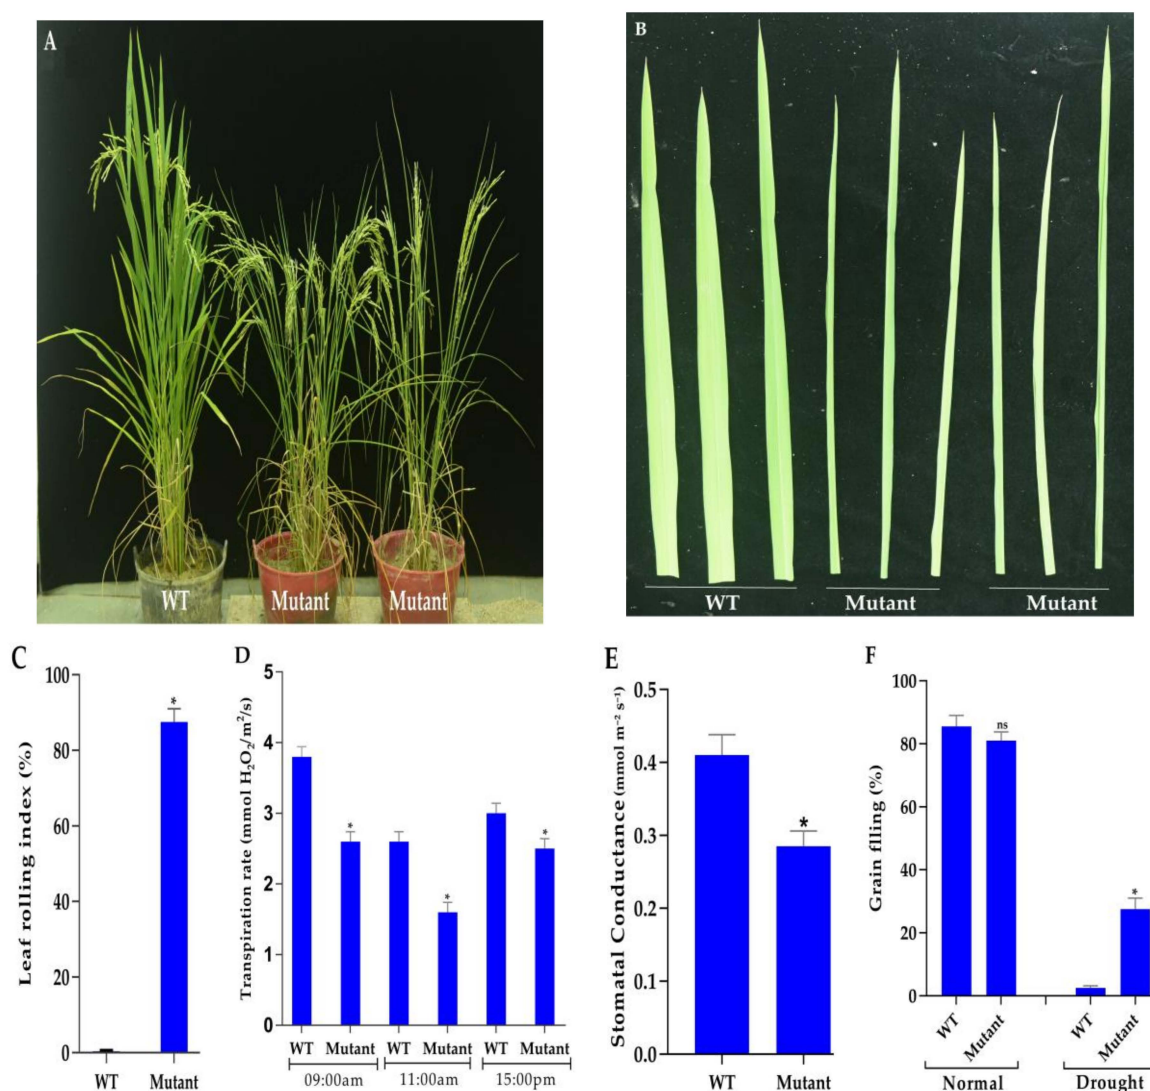 A
WT
Mutant
Mutant
B
WT
Mutant
Mutant
C
Leaf rolling index (%)
100
80
60
40
20
0
*
WT
Mutant
D
Transpiration rate (mmol H₂O₂/m²/s)
5
4
3
2
1
0
*
*
*
WT Mutant WT Mutant WT Mutant
09:00am 11:00am 15:00pm
E
Stomatal Conductance (mmol m⁻² s⁻¹)
0.5
0.4
0.3
0.2
0.1
0.0
*
WT
Mutant
F
Grain flling (%)
100
80
60
40
20
0
ns
*
WT
Mutant
WT
Mutant
Normal
Drought